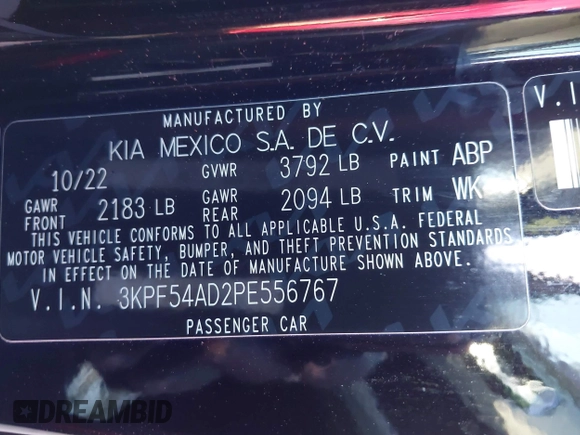 MANUFACTURED BY
KIA MEXICO S.A. DE C.V.
10/22 GVWR 3792 LB PAINT ABP
GAWR FRONT 2183 LB GAWR REAR 2094 LB TRIM WK
THIS VEHICLE CONFORMS TO ALL APPLICABLE U.S.A. FEDERAL
MOTOR VEHICLE SAFETY, BUMPER, AND THEFT PREVENTION STANDARDS
IN EFFECT ON THE DATE OF MANUFACTURE SHOWN ABOVE.
V.I.N. 3KPF54AD2PE556767
PASSENGER CAR
V.I
DREAMBID